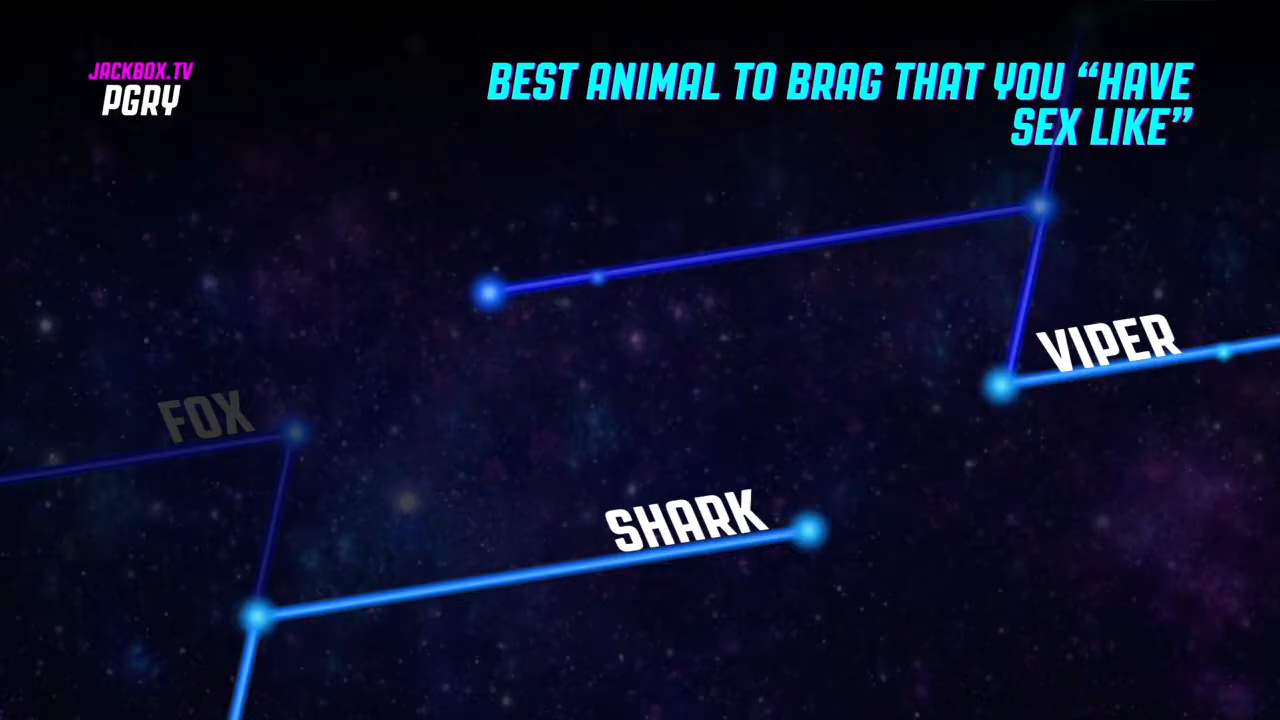 JACKBOX.TV
PGRY
BEST ANIMAL TO BRAG THAT YOU “HAVE
SEX LIKE”
VIPER
FOX
SHARK